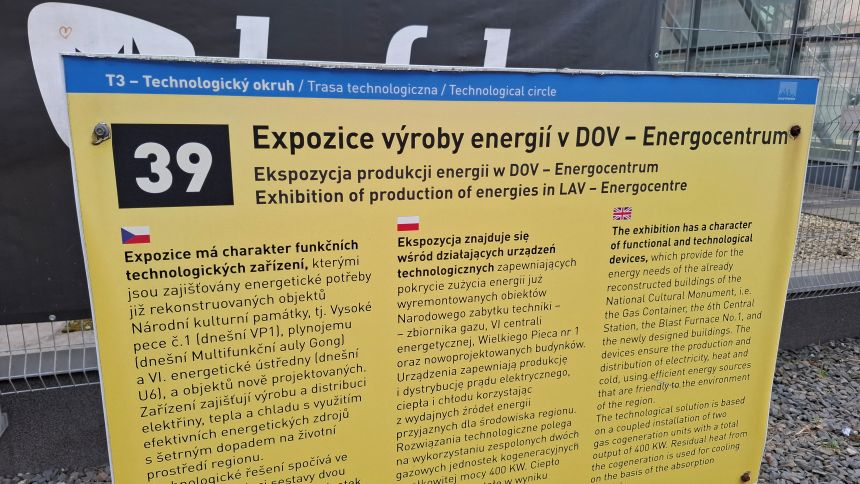 T3 – Technologický okruh / Trasa technologiczna / Technological circle
39
Expozice výroby energií v DOV – Energocentrum
Ekspozycja produkcji energii w DOV – Energocentrum
Exhibition of production of energies in LAV – Energocentre
Expozice má charakter funkčních
technologických zařízení, kterými
jsou zajišťovány energetické potřeby
již rekonstruovaných objektů
Národní kulturní památky, tj. Vysoké
pece č.1 (dnešní VP1), plynojemu
(dnešní Multifunkční auly Gong)
a VI. energetické ústředny (dnešní
U6), a objektů nově projektovaných.
Zařízení zajišťují výrobu a distribuci
elektřiny, tepla a chladu s využitím
efektivních energetických zdrojů
s šetrným dopadem na životní
prostředí regionu.
Technologické řešení spočívá ve
sestavy dvou
Ekspozycja znajduje się
wśród działających urządzeń
technologicznych zapewniających
pokrycie zużycia energii już
wyremontowanych obiektów
Narodowego zabytku techniki –
– zbiornika gazu, VI centrali
energetycznej, Wielkiego Pieca nr 1
oraz nowoprojektowanych budynków.
Urządzenia zapewniają produkcję
i dystrybucję prądu elektrycznego,
ciepła i chłodu korzystając
z wydajnych źródeł energii
przyjaznych dla środowiska regionu.
Rozwiązania technologiczne polega
na wykorzystaniu zespolonych dwóch
gazowych jednostek kogeneracyjnych
całkowitej mocy 400 KW. Ciepło
w wyniku
The exhibition has a character
of functional and technological
devices, which provide for the
energy needs of the already
reconstructed buildings of the
National Cultural Monument, i.e.
the Gas Container, the 6th Central
Station, the Blast Furnace No.1, and
the newly designed buildings. The
devices ensure the production and
distribution of electricity, heat and
cold, using efficient energy sources
that are friendly to the environment
of the region.
The technological solution is based
on a coupled installation of two
gas cogeneration units with a total
output of 400 KW. Residual heat from
the cogeneration is used for cooling
on the basis of the absorption